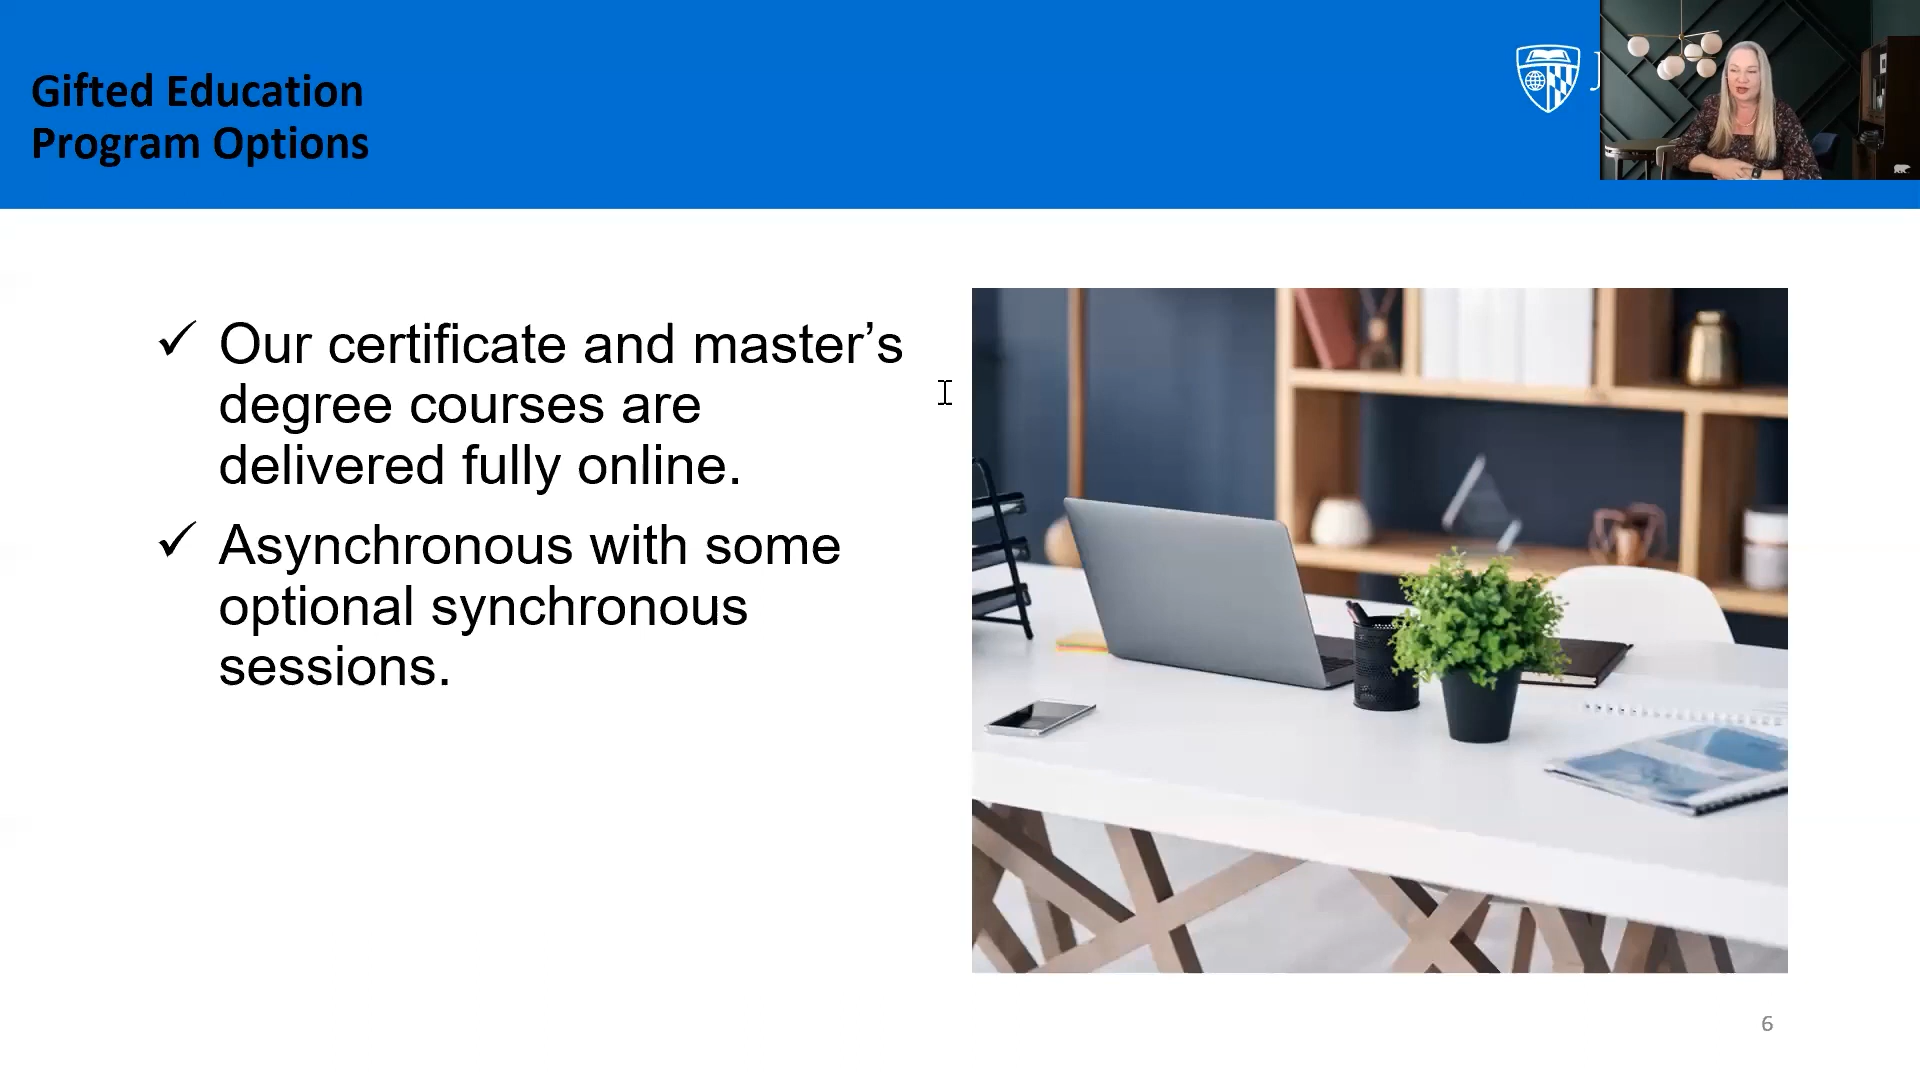 Gifted Education
Program Options
✓ Our certificate and master’s
degree courses are
delivered fully online.
✓ Asynchronous with some
optional synchronous
sessions.
6